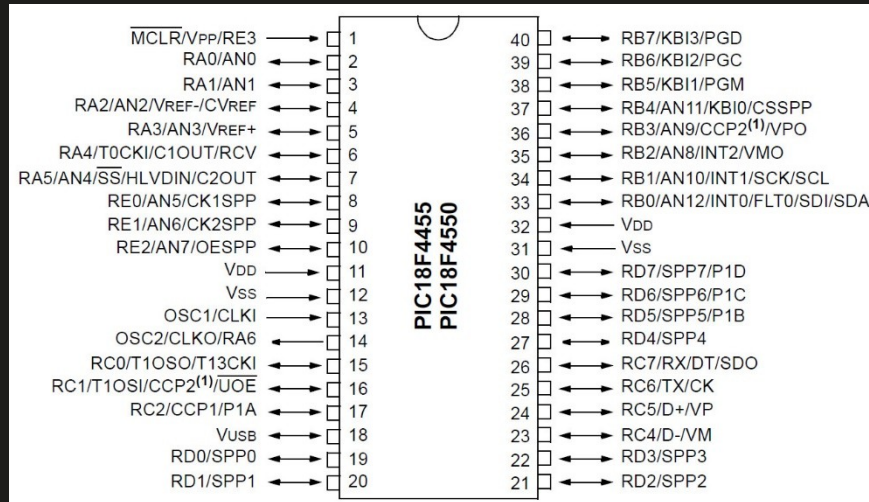 MCLR/VPP/RE3 1
RA0/AN0 2
RA1/AN1 3
RA2/AN2/VREF-/CVREF 4
RA3/AN3/VREF+ 5
RA4/T0CKI/C1OUT/RCV 6
RA5/AN4/SS/HLVDIN/C2OUT 7
RE0/AN5/CK1SPP 8
RE1/AN6/CK2SPP 9
RE2/AN7/OESPP 10
VDD 11
VSS 12
OSC1/CLKI 13
OSC2/CLKO/RA6 14
RC0/T1OSO/T13CKI 15
RC1/T1OSI/CCP2(1)/UOE 16
RC2/CCP1/P1A 17
VUSB 18
RD0/SPP0 19
RD1/SPP1 20
PIC18F4455
PIC18F4550
40 RB7/KBI3/PGD
39 RB6/KBI2/PGC
38 RB5/KBI1/PGM
37 RB4/AN11/KBI0/CSSPP
36 RB3/AN9/CCP2(1)/VPO
35 RB2/AN8/INT2/VMO
34 RB1/AN10/INT1/SCK/SCL
33 RB0/AN12/INT0/FLT0/SDI/SDA
32 VDD
31 VSS
30 RD7/SPP7/P1D
29 RD6/SPP6/P1C
28 RD5/SPP5/P1B
27 RD4/SPP4
26 RC7/RX/DT/SDO
25 RC6/TX/CK
24 RC5/D+/VP
23 RC4/D-/VM
22 RD3/SPP3
21 RD2/SPP2